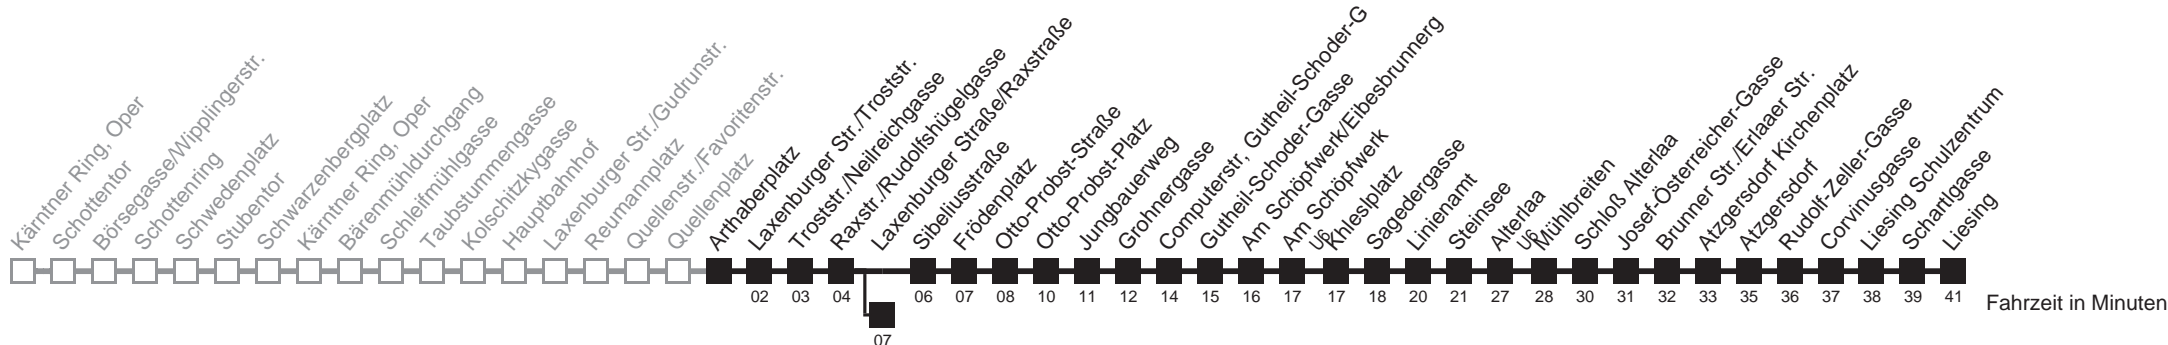 Kärntner Ring, Oper
Schottentor
Börsegasse/Wipplingerstr.
Schottenring
Schwedenplatz
Stubentor
Schwarzenbergplatz
Kärntner Ring, Oper
Bärenmühldurchgang
Schleifmühlgasse
Taubstummengasse
Kolschitzkygasse
Hauptbahnhof
Laxenburger Str./Gudrunstr.
Reumannplatz
Quellenstr./Favoritenstr.
Quellenplatz
Arthaberplatz
Laxenburger Str./Troststr.
Troststr./Neilreichgasse
Raxstr./Rudolfshügelgasse
Laxenburger Straße/Raxstraße
Sibeliusstraße
Frödenplatz
Otto-Probst-Straße
Otto-Probst-Platz
Jungbauerweg
Grohnergasse
Computerstr, Gutheil-Schoder-G
Gutheil-Schoder-Gasse
Am Schöpfwerk/Eibesbrunnerg
Am Schöpfwerk
U6
Khleslplatz
Sagedergasse
Linienamt
Steinsee
Alterlaa
U6
Mühlbreiten
Schloß Alterlaa
Josef-Österreicher-Gasse
Brunner Str./Erlaaer Str.
Atzgersdorf Kirchenplatz
Atzgersdorf
Rudolf-Zeller-Gasse
Corvinusgasse
Liesing Schulzentrum
Schartlgasse
Liesing
02 03 04 06 07 08 10 11 12 14 15 16 17 17 18 20 21 27 28 30 31 32 33 35 36 37 38 39 41
Fahrzeit in Minuten
07